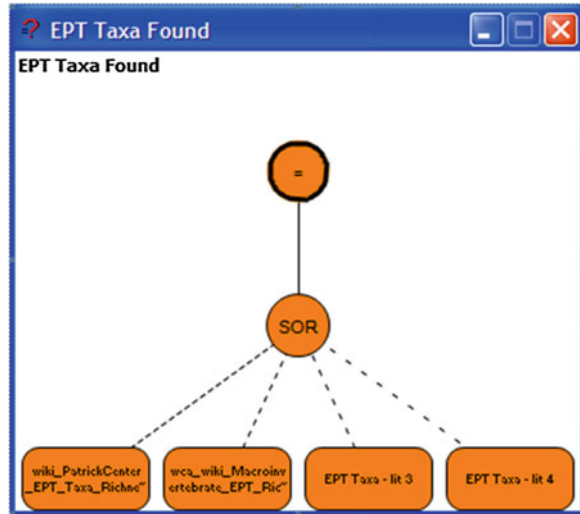 EPT Taxa Found
EPT Taxa Found
=
SOR
wiki_PatrickCenter
_EPT_Taxa_Richne"
wca_wiki_Macroinv
ertebrate_EPT_Ric"
EPT Taxa - lit 3
EPT Taxa - lit 4